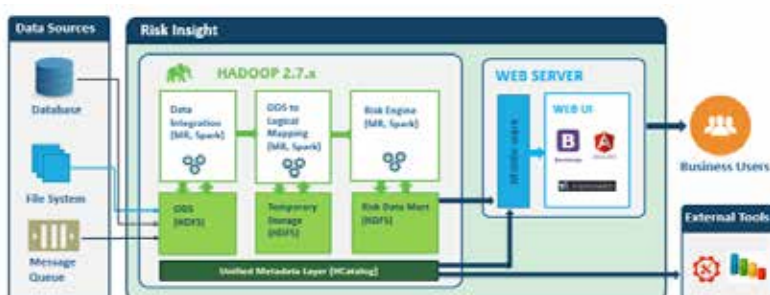 Data Sources
Database
File System
Message
Queue
Risk Insight
HADOOP 2.7.x
Data
Integration
[MR, Spark]
ODS to
Logical
Mapping
[MR, Spark]
Risk Engine
[MR, Spark]
ODS
[HDFS]
Temporary
Storage
[HDFS]
Risk Data Mart
[HDFS]
Unified Metadata Layer [HCatalog]
WEB SERVER
WEB UI
Bootstrap
Business Users
External Tools